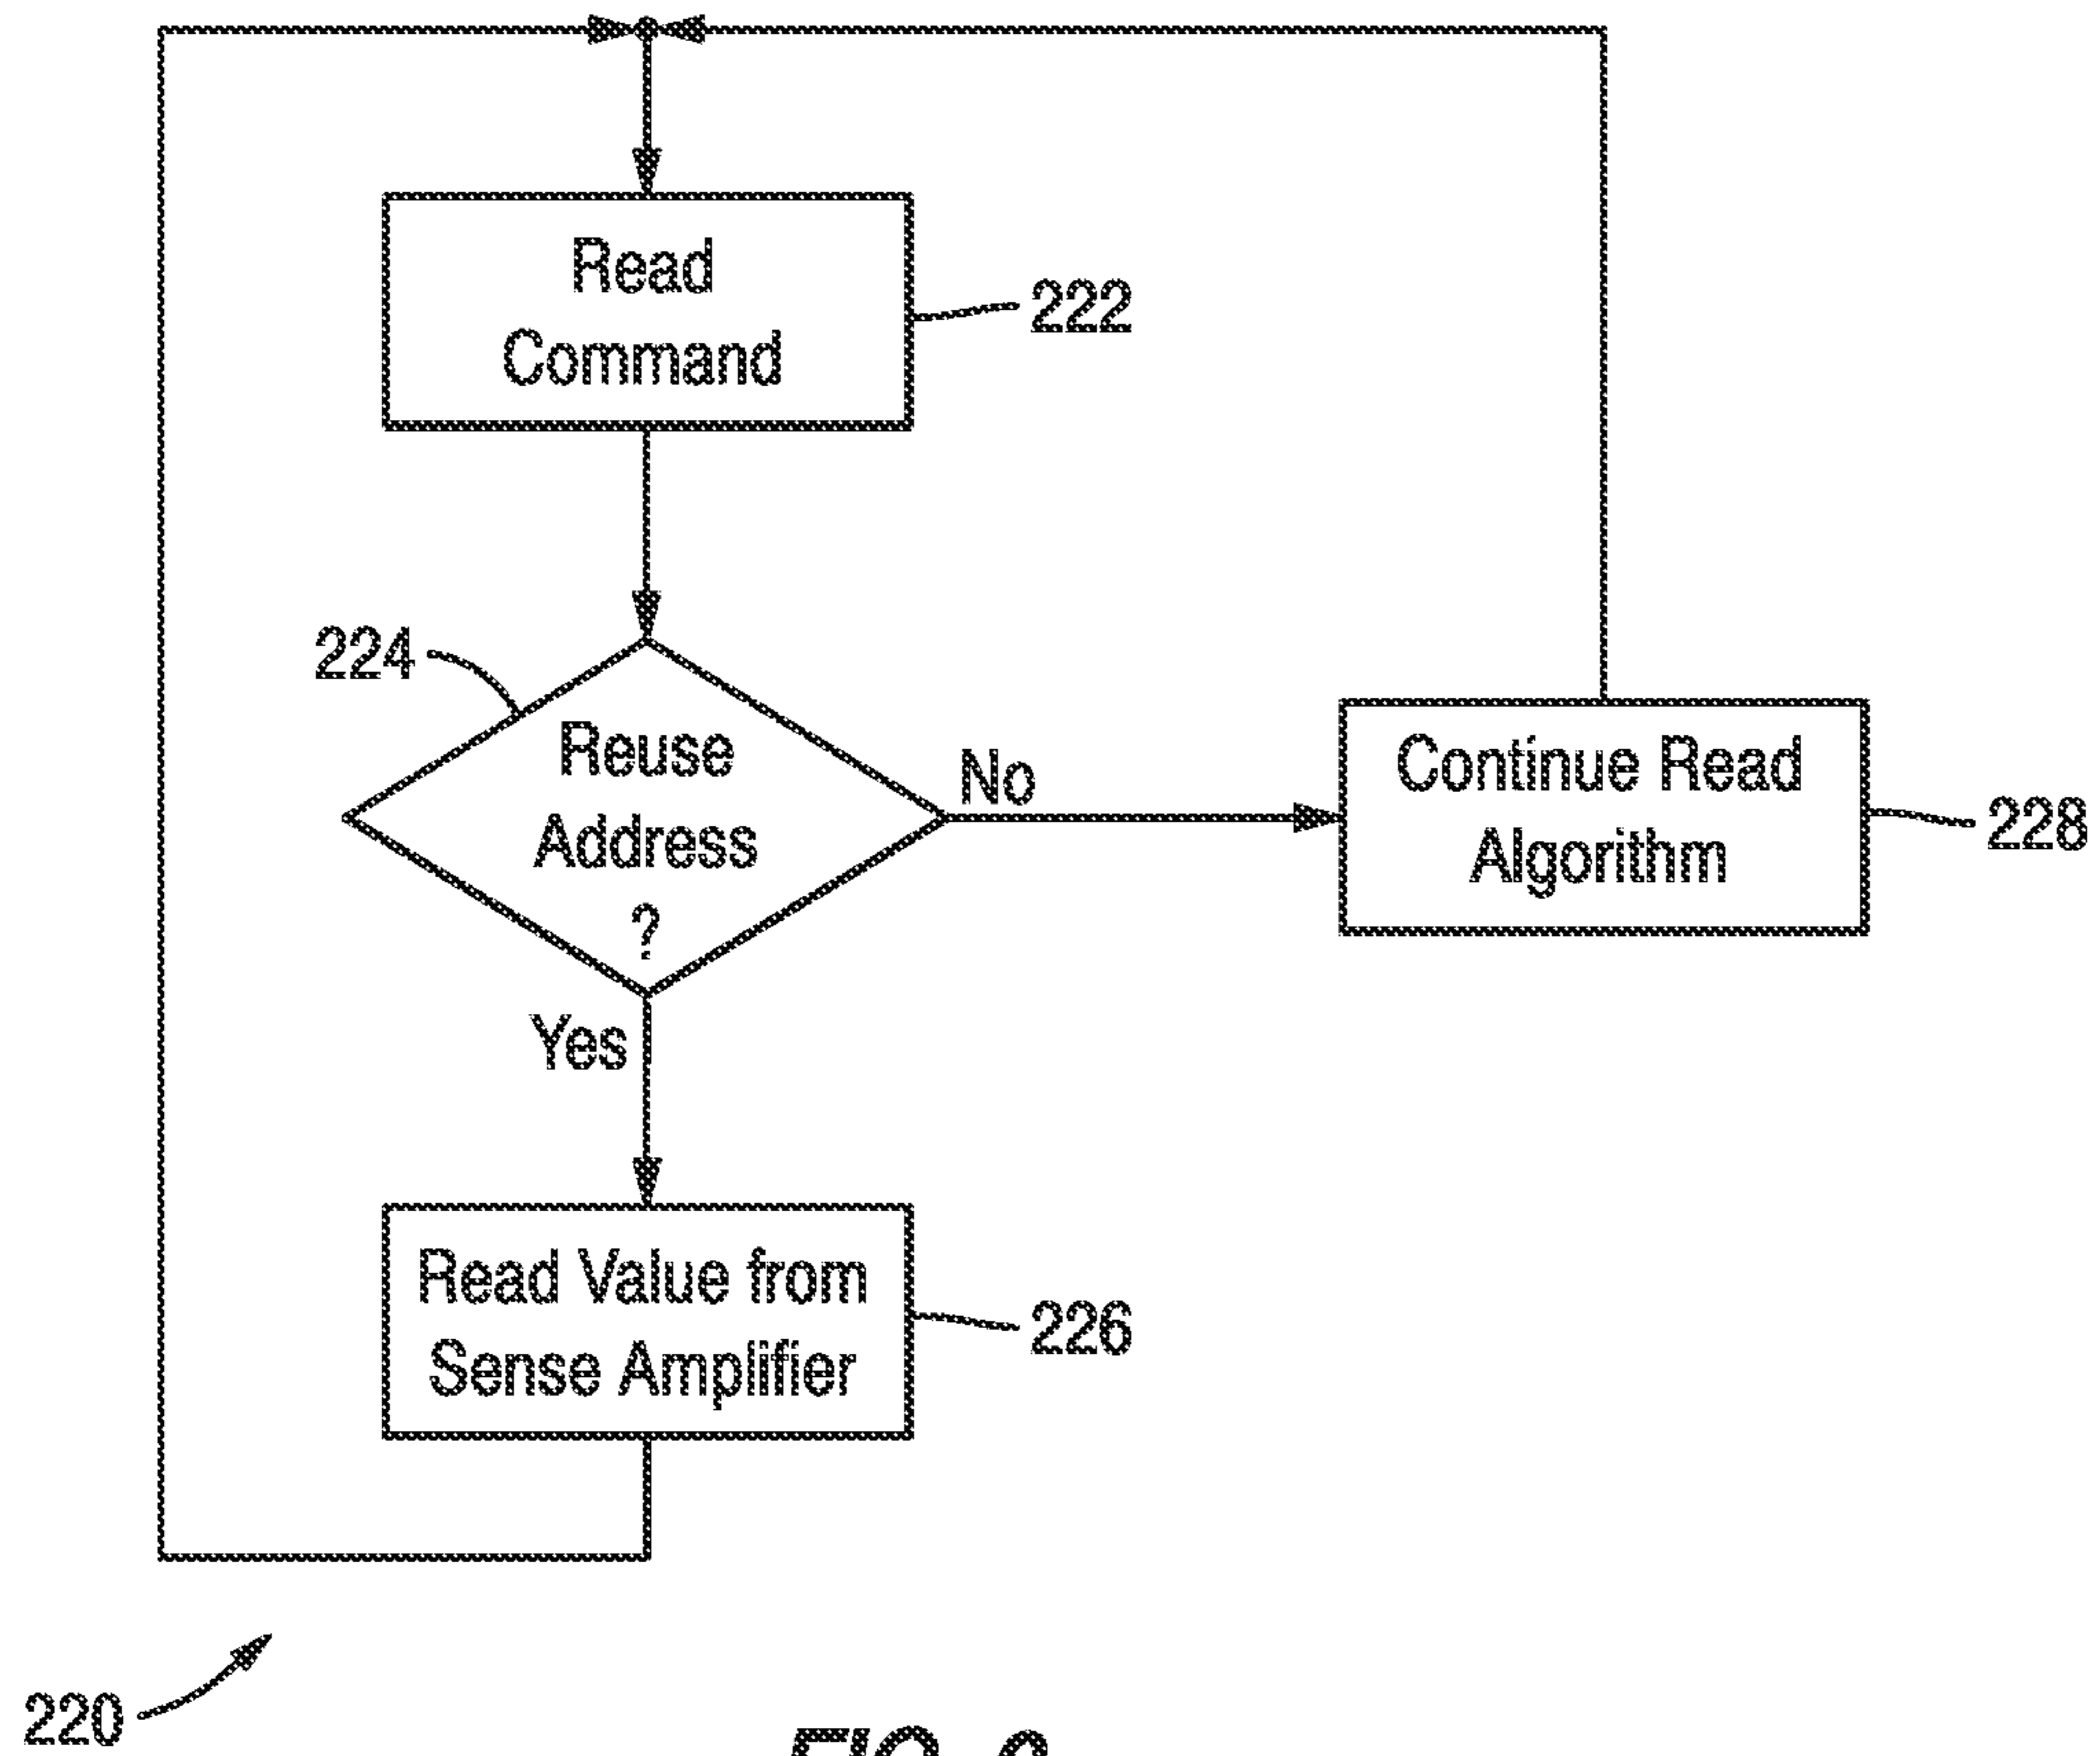 Read
Command
222
224
Reuse
Address
?
No
Continue Read
Algorithm
228
Yes
Read Value from
Sense Amplifier
226
220